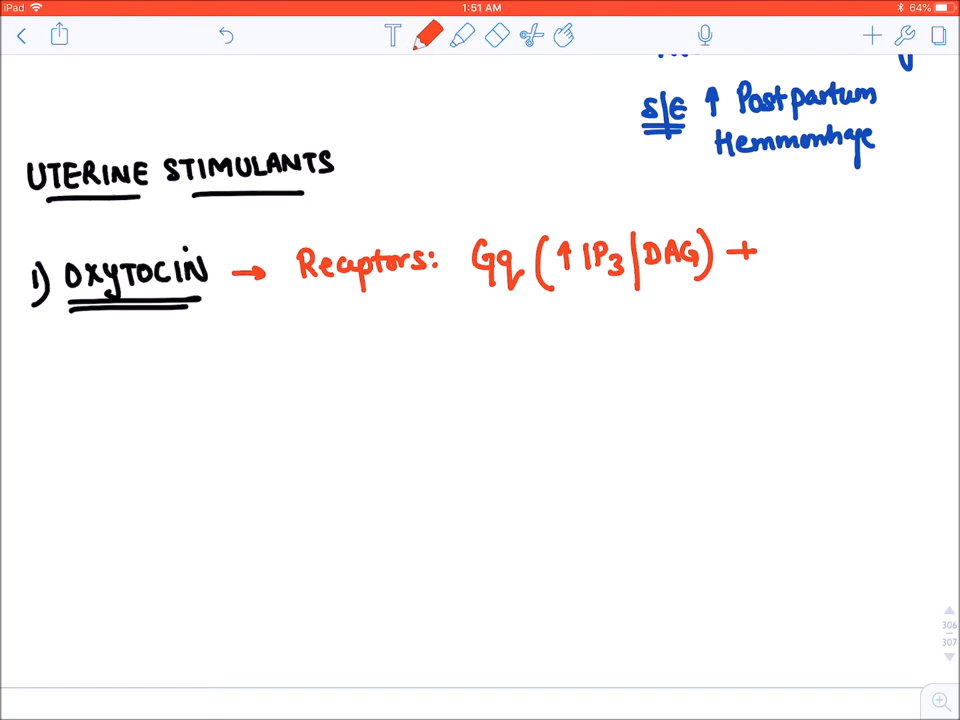 iPad 1:51 AM 64%
T
S/E ↑ Postpartum
Hemmorrhage
UTERINE STIMULANTS
1) OXYTOCIN → Receptors: Gq (↑ IP3/DAG) +
306
307